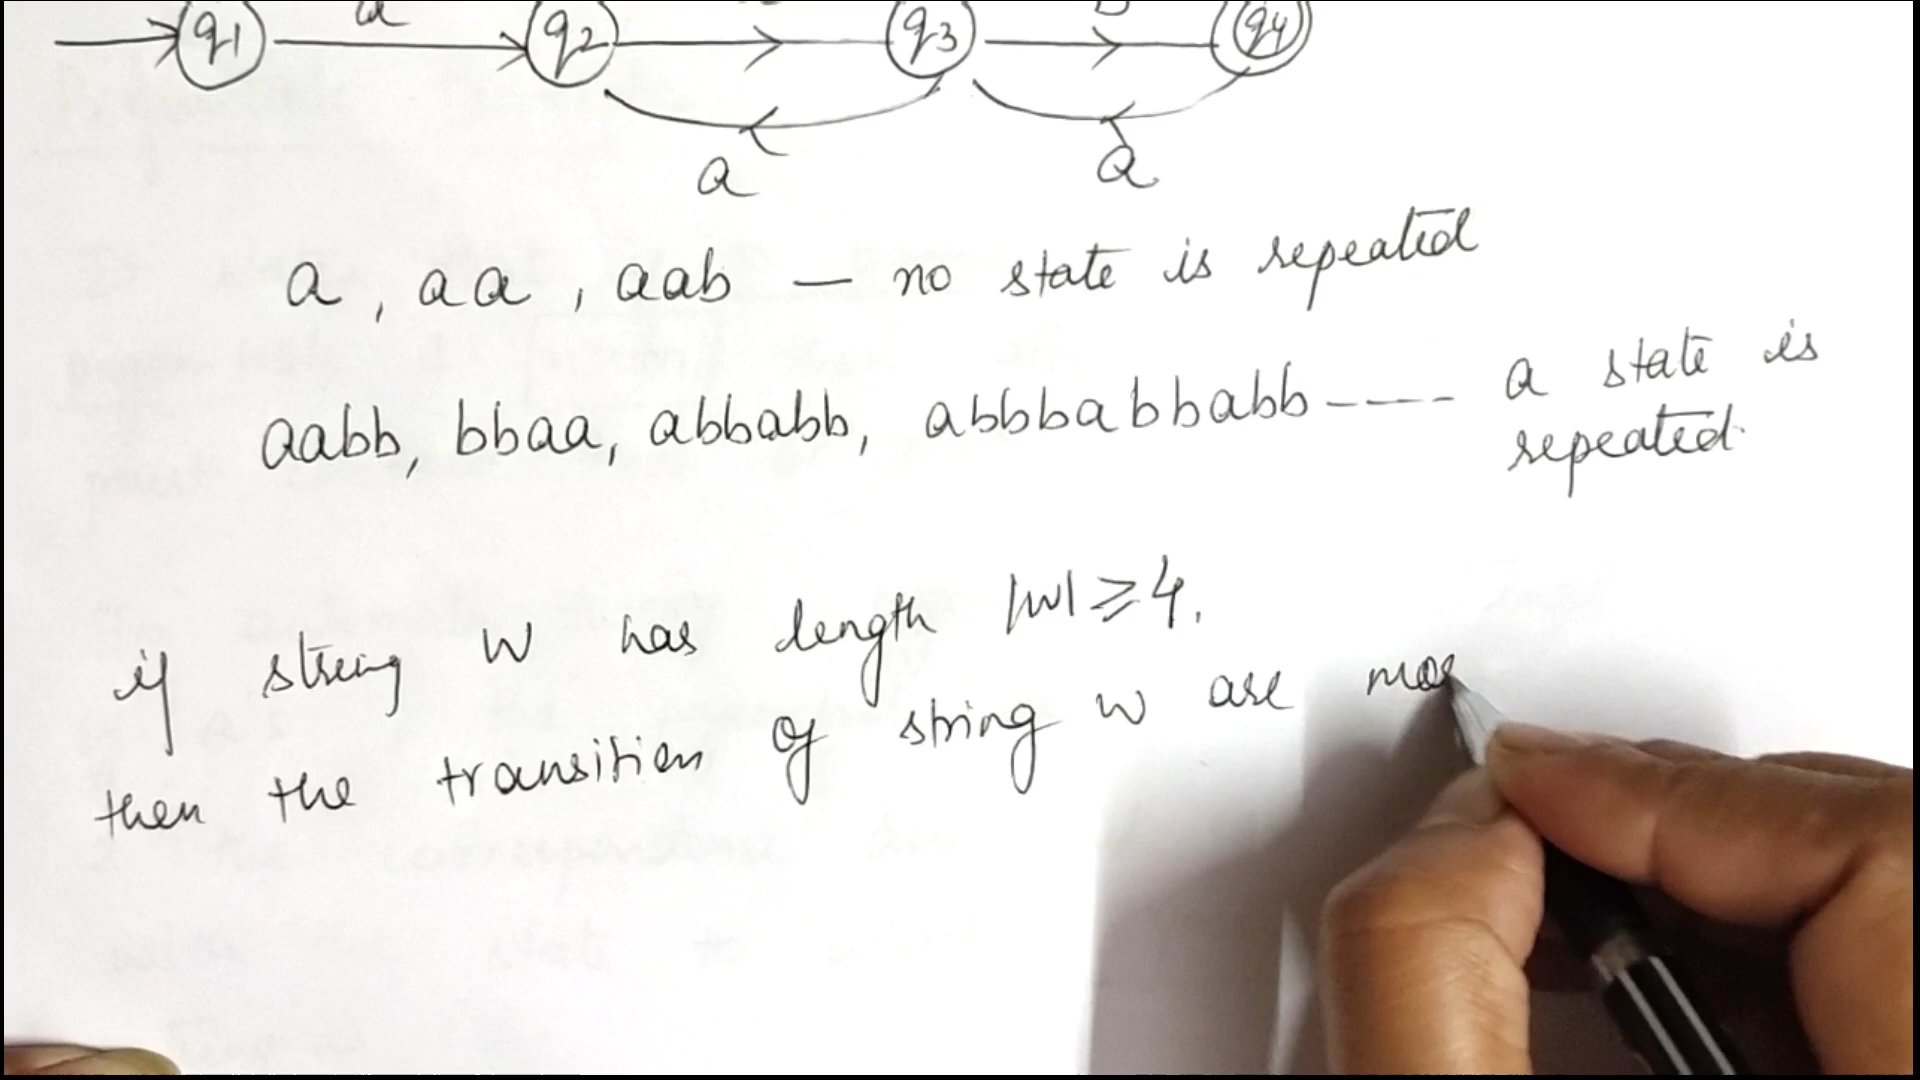 a
q1 q2 q3 q4
a a
a, aa, aab — no state is repeated
aabb, bbaa, abbabb, abbbabbabb ---- a state is
repeated.
if string w has length |w| ≥ 4,
then the transition of string w are mos